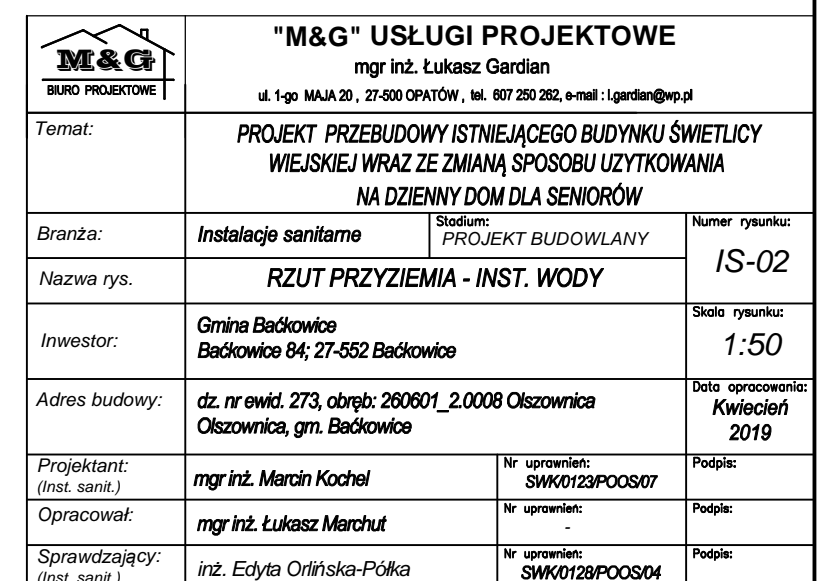 M&G
BIURO PROJEKTOWE
"M&G" USŁUGI PROJEKTOWE
mgr inż. Łukasz Gardian
ul. 1-go MAJA 20 , 27-500 OPATÓW , tel. 607 250 262, e-mail : l.gardian@wp.pl
Temat:
PROJEKT PRZEBUDOWY ISTNIEJĄCEGO BUDYNKU ŚWIETLICY
WIEJSKIEJ WRAZ ZE ZMIANĄ SPOSOBU UZYTKOWANIA
NA DZIENNY DOM DLA SENIORÓW
Branża:
Instalacje sanitarne
Stadium:
PROJEKT BUDOWLANY
Numer rysunku:
IS-02
Nazwa rys.
RZUT PRZYZIEMIA - INST. WODY
Inwestor:
Gmina Baćkowice
Baćkowice 84; 27-552 Baćkowice
Skala rysunku:
1:50
Adres budowy:
dz. nr ewid. 273, obręb: 260601_2.0008 Olszownica
Olszownica, gm. Baćkowice
Data opracowania:
Kwiecień
2019
Projektant:
(Inst. sanit.)
mgr inż. Marcin Kochel
Nr uprawnień:
SWK/0123/POOS/07
Podpis:
Opracował:
mgr inż. Łukasz Marchut
Nr uprawnień:
-
Podpis:
Sprawdzający:
(Inst. sanit.)
inż. Edyta Orlińska-Półka
Nr uprawnień:
SWK/0128/POOS/04
Podpis: